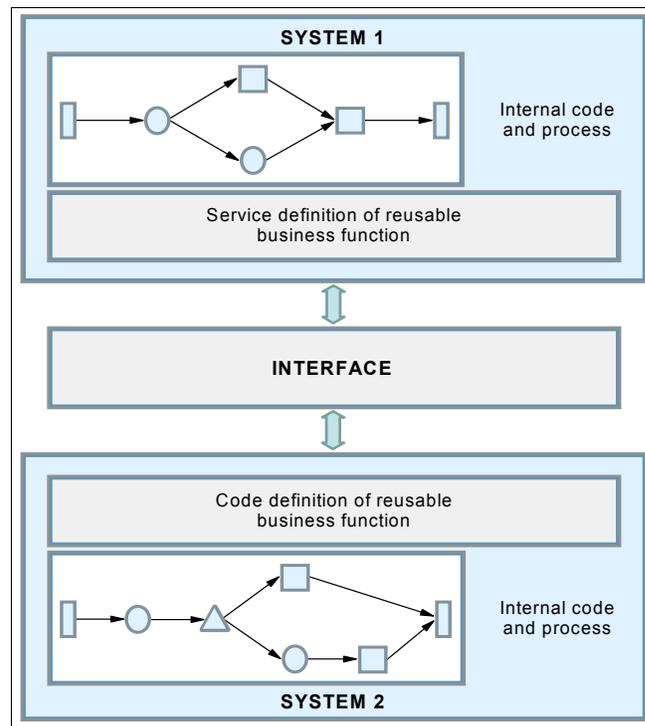 SYSTEM 1
Internal code
and process
Service definition of reusable
business function
INTERFACE
Code definition of reusable
business function
Internal code
and process
SYSTEM 2